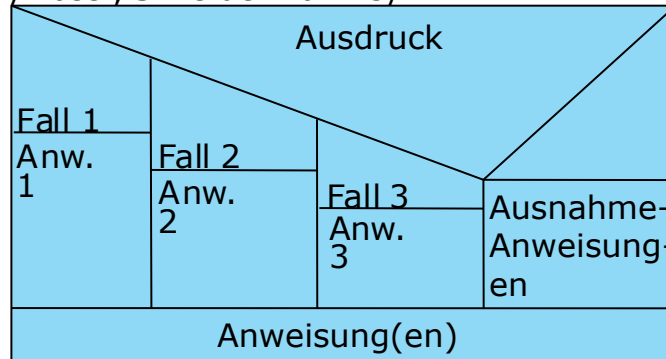 Ausdruck
Fall 1
Anw.
1
Fall 2
Anw.
2
Fall 3
Anw.
3
Ausnahme-
Anweisung-
en
Anweisung(en)